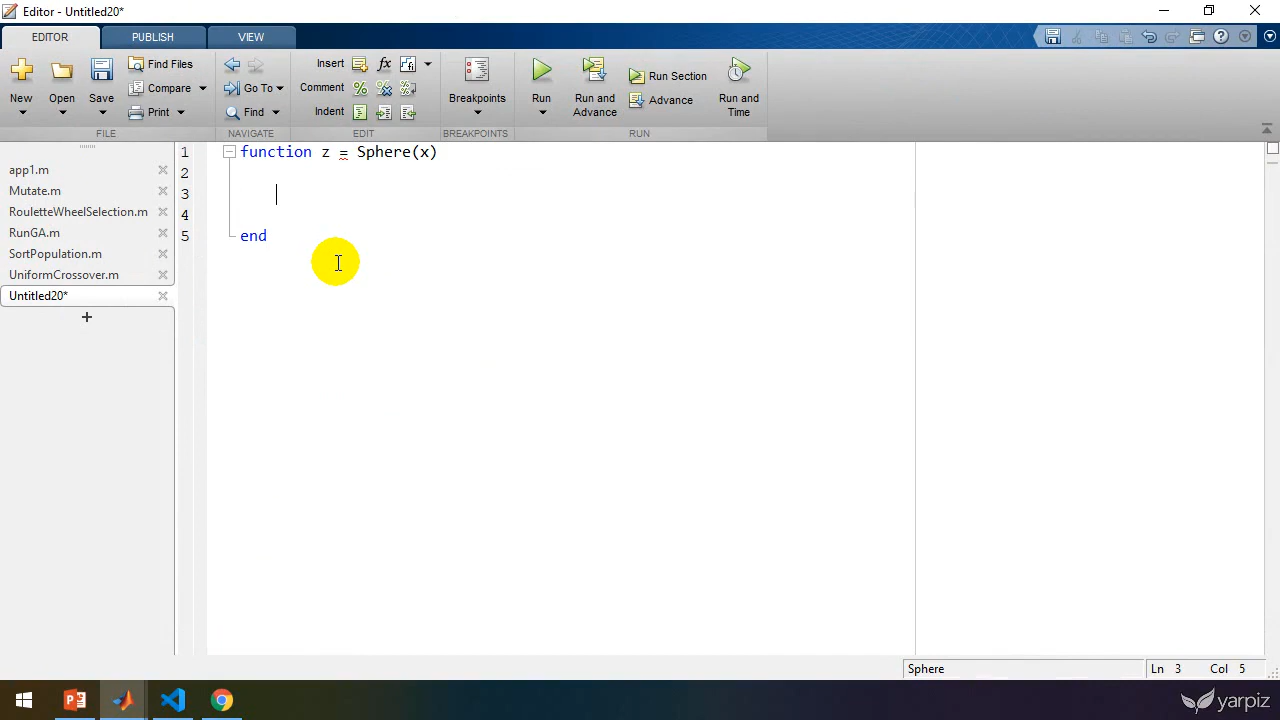 Editor - Untitled20*
EDITOR PUBLISH VIEW
New
Open
Save
Find Files
Compare
Print
FILE
Go To
Find
NAVIGATE
Insert
Comment
Indent
EDIT
Breakpoints
BREAKPOINTS
Run
Run and
Advance
Run Section
Advance
Run and
Time
RUN
app1.m
Mutate.m
RouletteWheelSelection.m
RunGA.m
SortPopulation.m
UniformCrossover.m
Untitled20*
1 function z = Sphere(x)
2
3
4
5 end
Sphere
Ln 3 Col 5
yarpiz